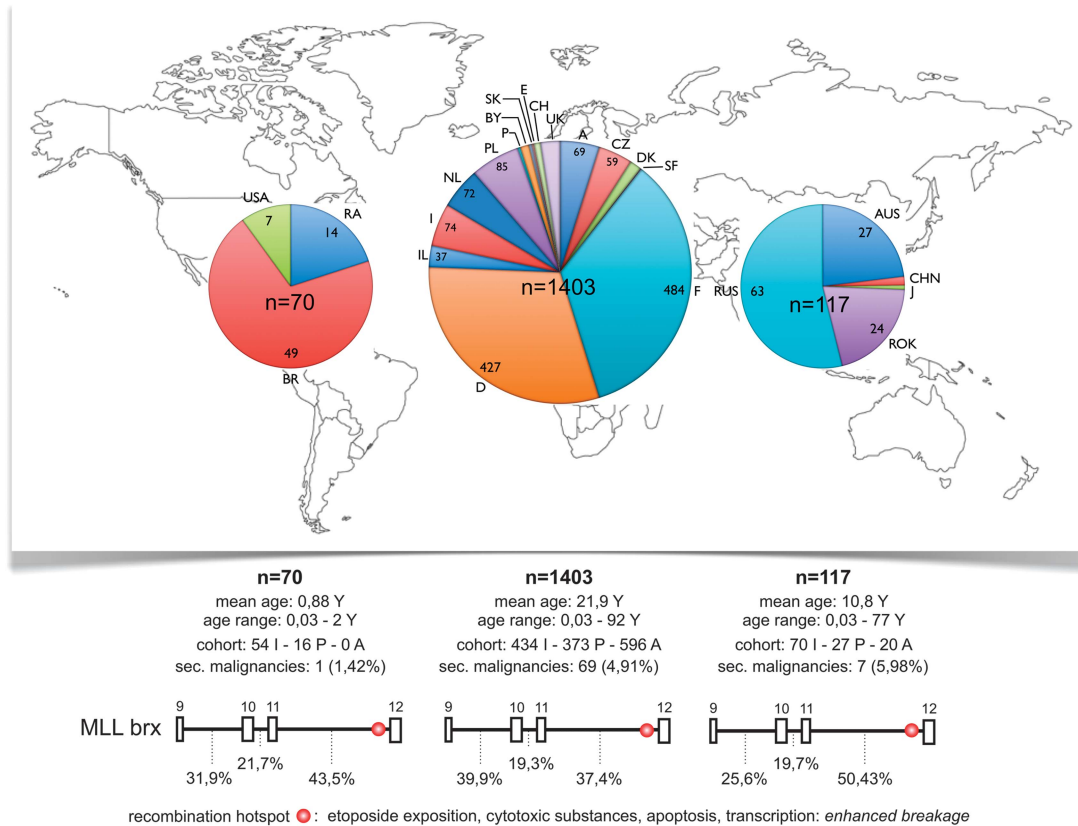 E
SK
CH
BY
UK
P
A
CZ
PL
69
59
DK
85
SF
NL
72
USA
RA
AUS
7
14
I
74
27
IL
37
CHN
n=70
n=1403
484
F
RUS
63
n=117
J
24
ROK
49
427
BR
D
n=70
mean age: 0,88 Y
age range: 0,03 - 2 Y
cohort: 54 I - 16 P - 0 A
sec. malignancies: 1 (1,42%)
n=1403
mean age: 21,9 Y
age range: 0,03 - 92 Y
cohort: 434 I - 373 P - 596 A
sec. malignancies: 69 (4,91%)
n=117
mean age: 10,8 Y
age range: 0,03 - 77 Y
cohort: 70 I - 27 P - 20 A
sec. malignancies: 7 (5,98%)
MLL brx
9 10 11 12
31,9% 21,7% 43,5%
9 10 11 12
39,9% 19,3% 37,4%
9 10 11 12
25,6% 19,7% 50,43%
recombination hotspot : etoposide exposition, cytotoxic substances, apoptosis, transcription: enhanced breakage